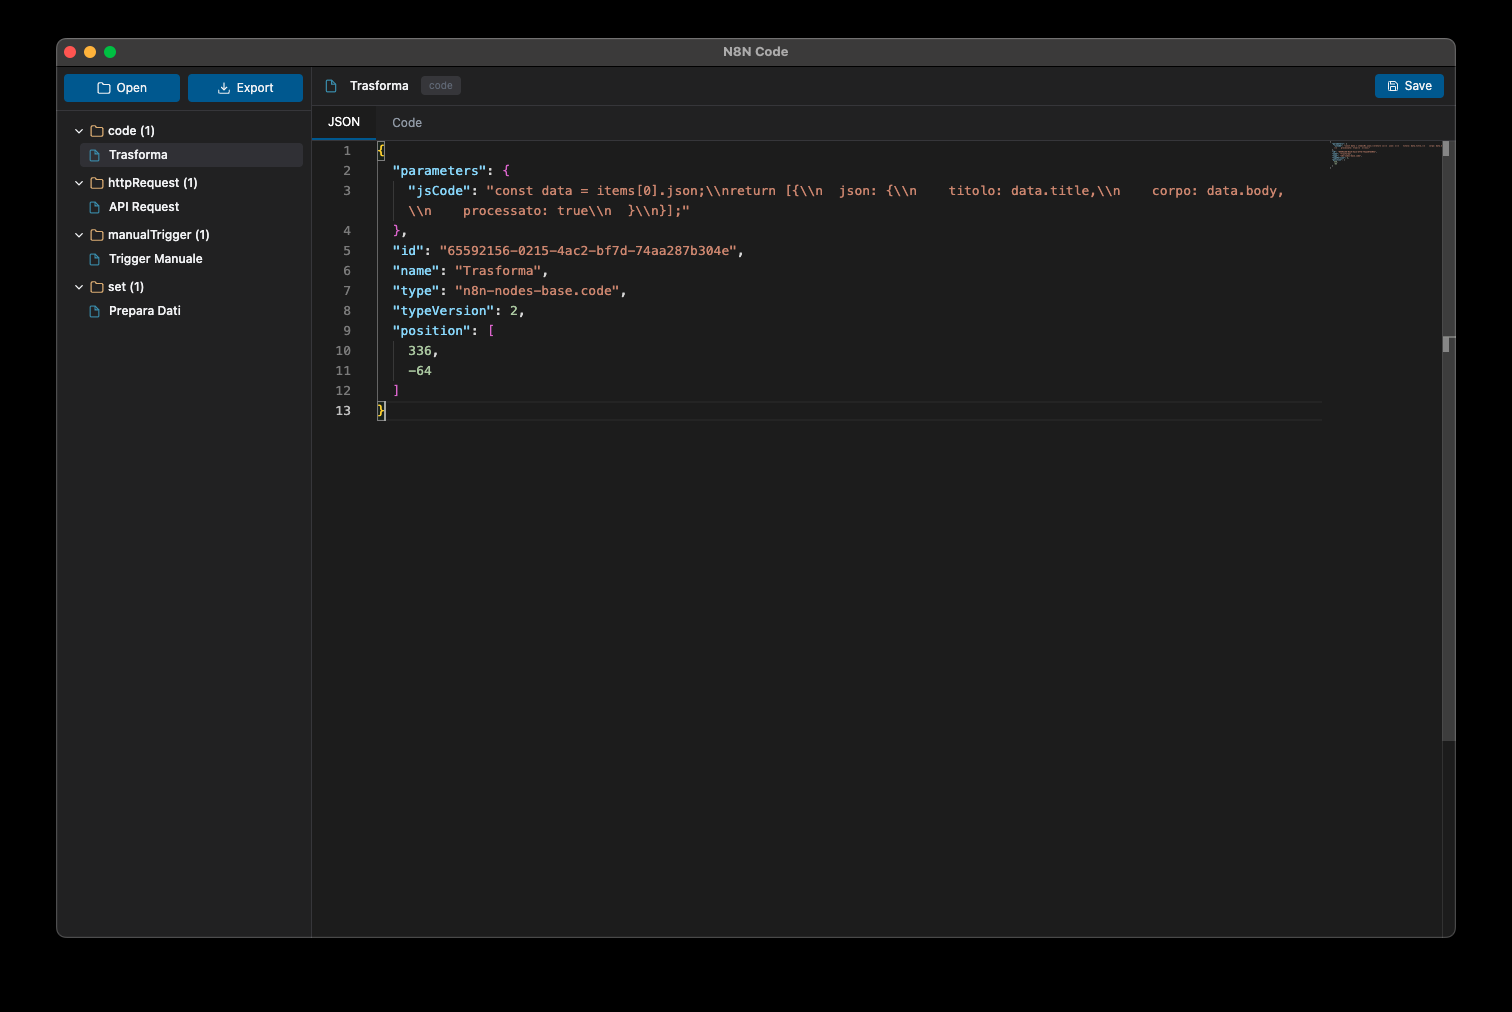 N8N Code
Open
Export
code (1)
Trasforma
httpRequest (1)
API Request
manualTrigger (1)
Trigger Manuale
set (1)
Prepara Dati
Trasforma
code
Save
JSON
Code
1 {
2 "parameters": {
3 "jsCode": "const data = items[0].json;\\nreturn [{\\n  json: {\\n    titolo: data.title,\\n    corpo: data.body,
\\n    processato: true\\n  }\\n}];"
4 },
5 "id": "65592156-0215-4ac2-bf7d-74aa287b304e",
6 "name": "Trasforma",
7 "type": "n8n-nodes-base.code",
8 "typeVersion": 2,
9 "position": [
10 336,
11 -64
12 ]
13 }